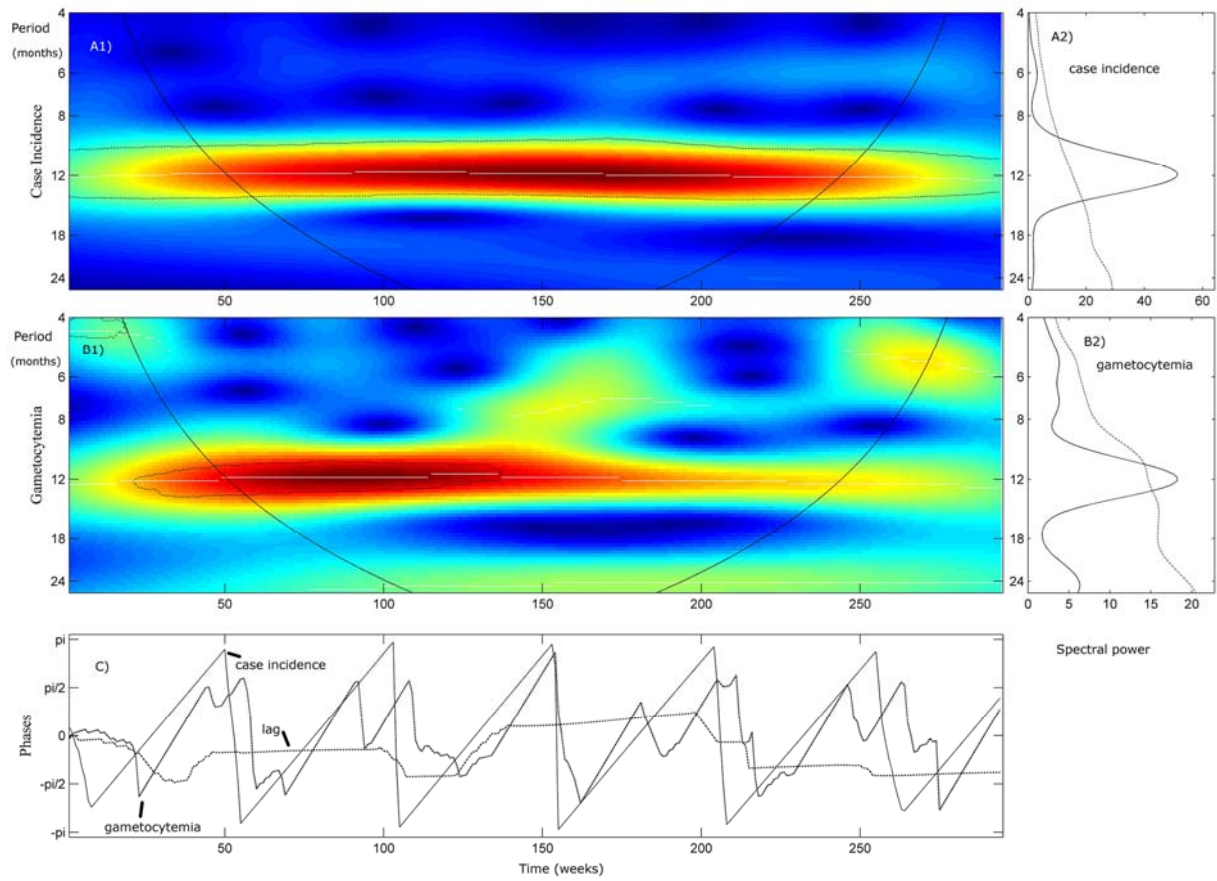 4
Period
(months)
A1)
6
8
Case Incidence
12
18
24
50
100
150
200
250
4
A2)
case incidence
6
8
12
18
24
0
20
40
60
4
Period
(months)
B1)
6
8
Gametocytemia
12
18
24
50
100
150
200
250
4
B2)
gametocytemia
6
8
12
18
24
0
5
10
15
20
Spectral power
pi
C)
case incidence
pi/2
lag
Phases
0
-pi/2
gametocytemia
-pi
50
100
150
200
250
Time (weeks)